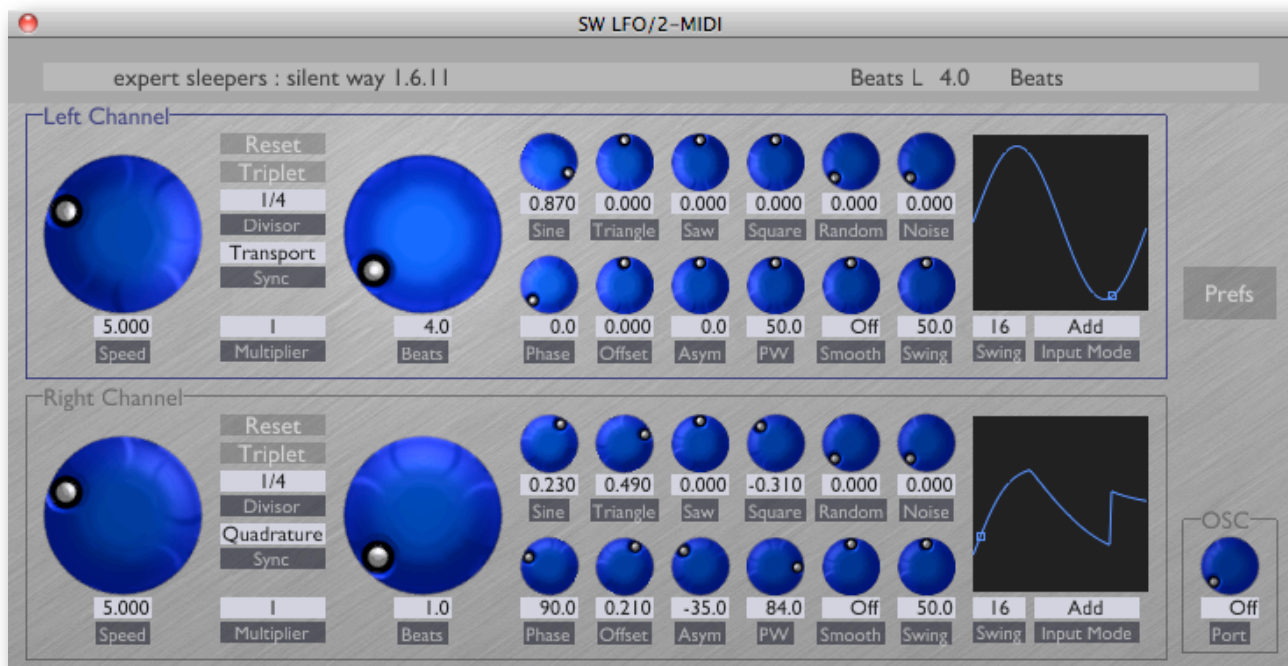 SW LFO/2-MIDI
expert sleepers : silent way 1.6.11 Beats L 4.0 Beats
Left Channel
Reset
Triplet
1/4
Divisor
Transport
Sync
5.000 1 4.0
Speed Multiplier Beats
0.870 0.000 0.000 0.000 0.000 0.000
Sine Triangle Saw Square Random Noise
0.0 0.000 0.0 50.0 Off 50.0 16 Add
Phase Offset Asym PW Smooth Swing Swing Input Mode
Prefs
Right Channel
Reset
Triplet
1/4
Divisor
Quadrature
Sync
5.000 1 1.0
Speed Multiplier Beats
0.230 0.490 0.000 -0.310 0.000 0.000
Sine Triangle Saw Square Random Noise
90.0 0.210 -35.0 84.0 Off 50.0 16 Add
Phase Offset Asym PW Smooth Swing Swing Input Mode
OSC
Off
Port